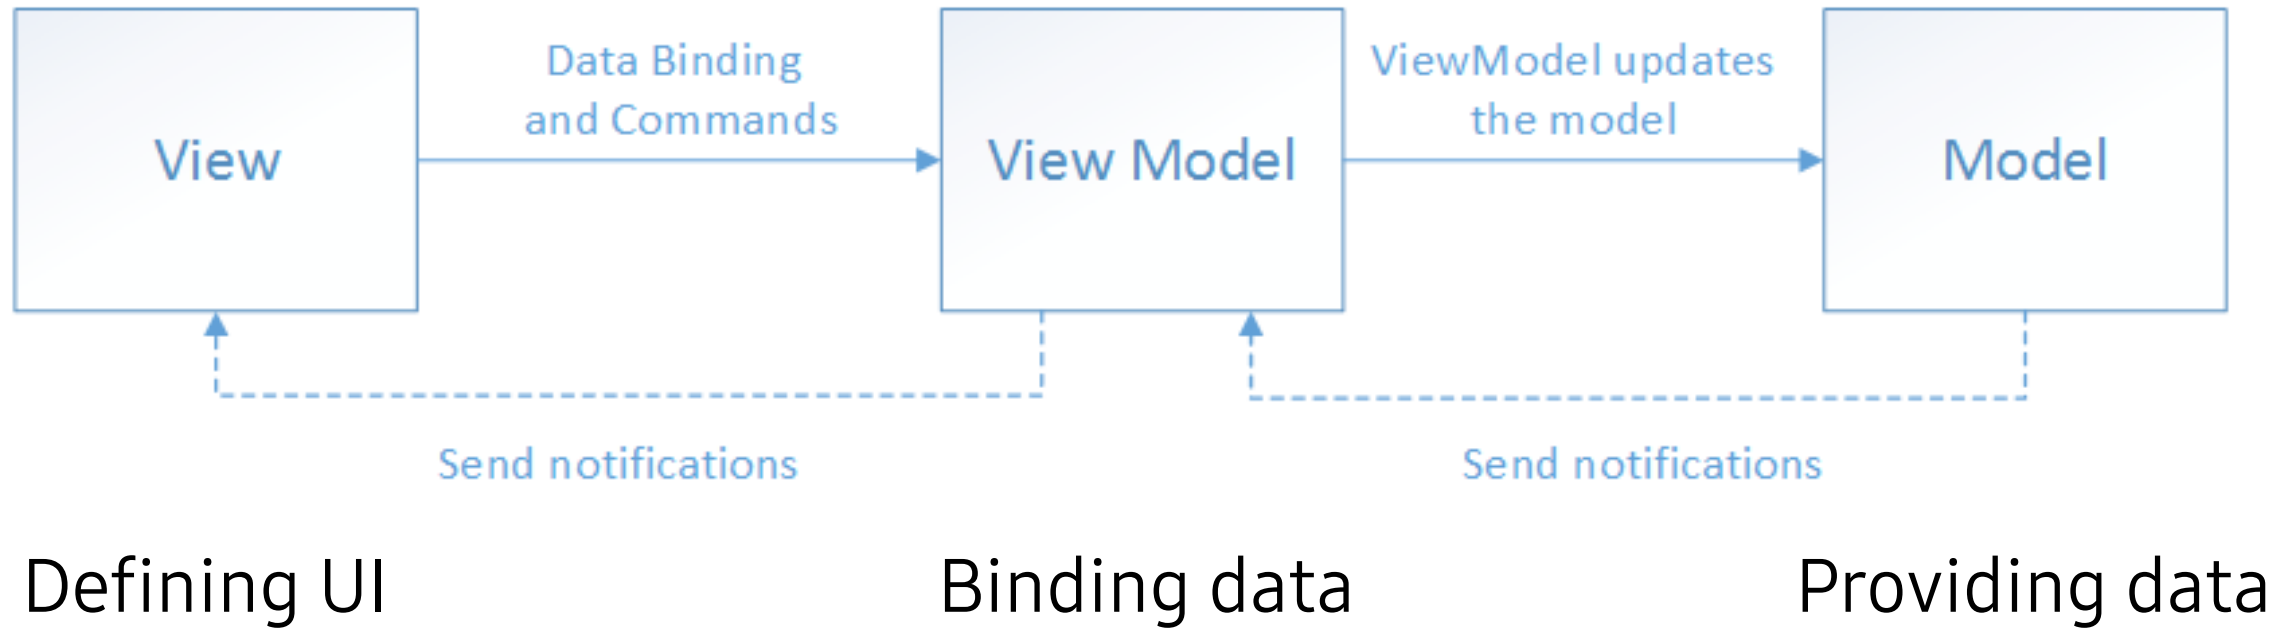 View
Data Binding
and Commands
View Model
ViewModel updates
the model
Model
Send notifications
Send notifications
Defining UI
Binding data
Providing data